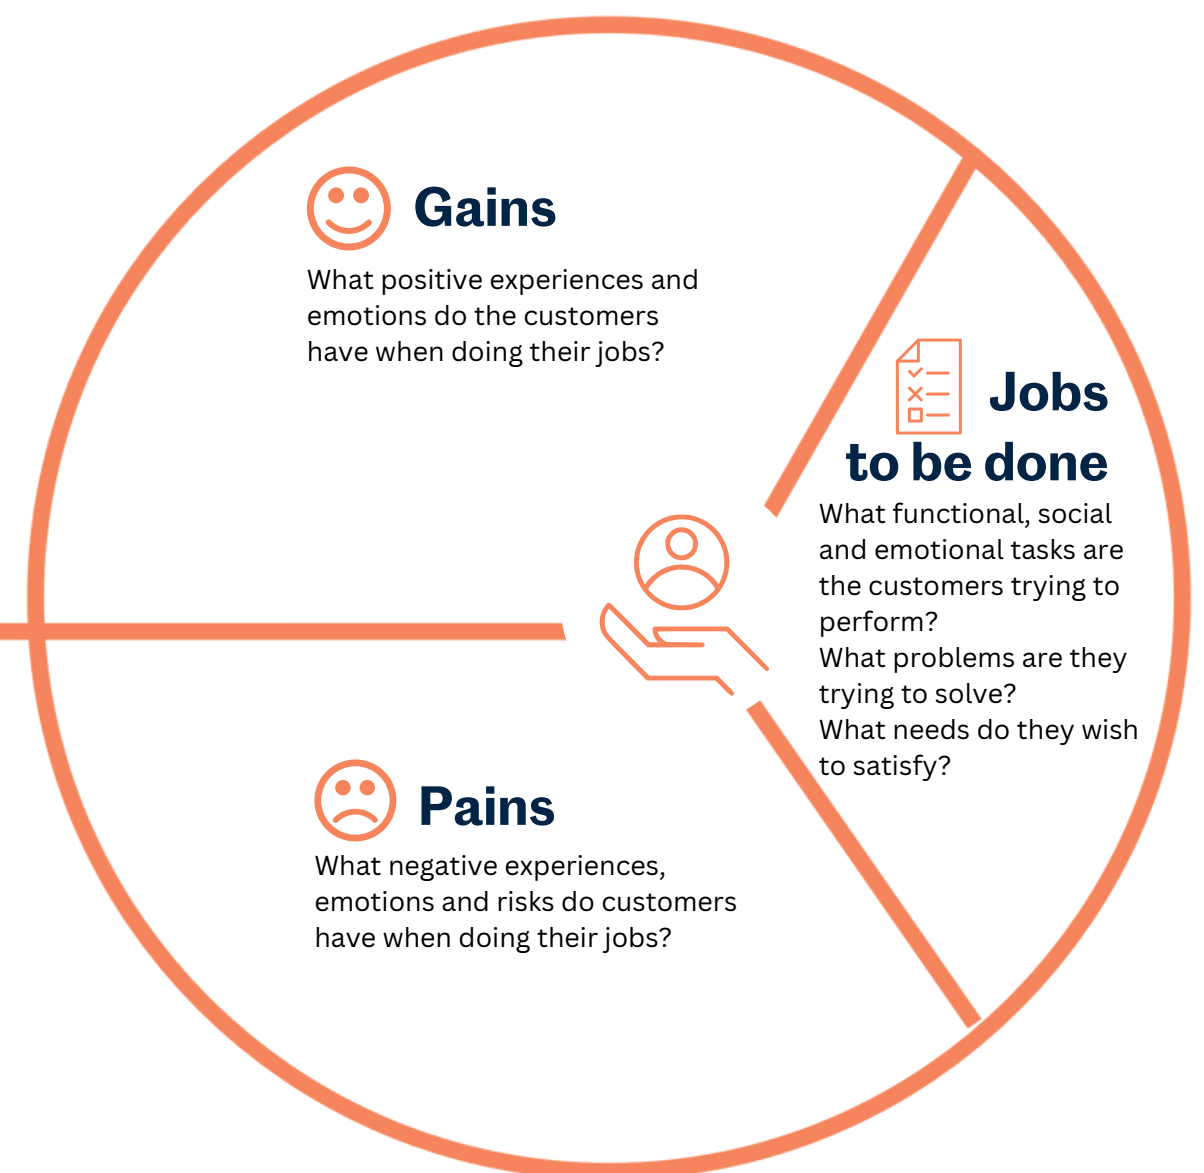 Gains
What positive experiences and
emotions do the customers
have when doing their jobs?
Jobs
to be done
What functional, social
and emotional tasks are
the customers trying to
perform?
What problems are they
trying to solve?
What needs do they wish
to satisfy?
Pains
What negative experiences,
emotions and risks do customers
have when doing their jobs?